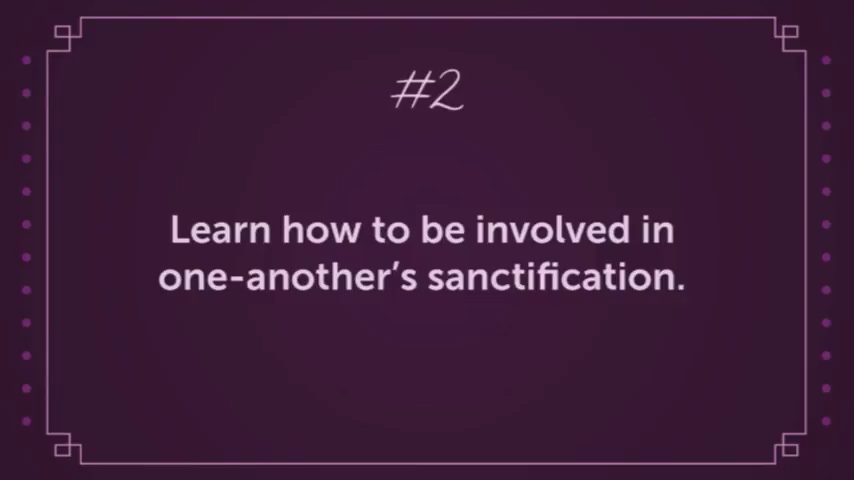 #2
Learn how to be involved in
one-another’s sanctification.